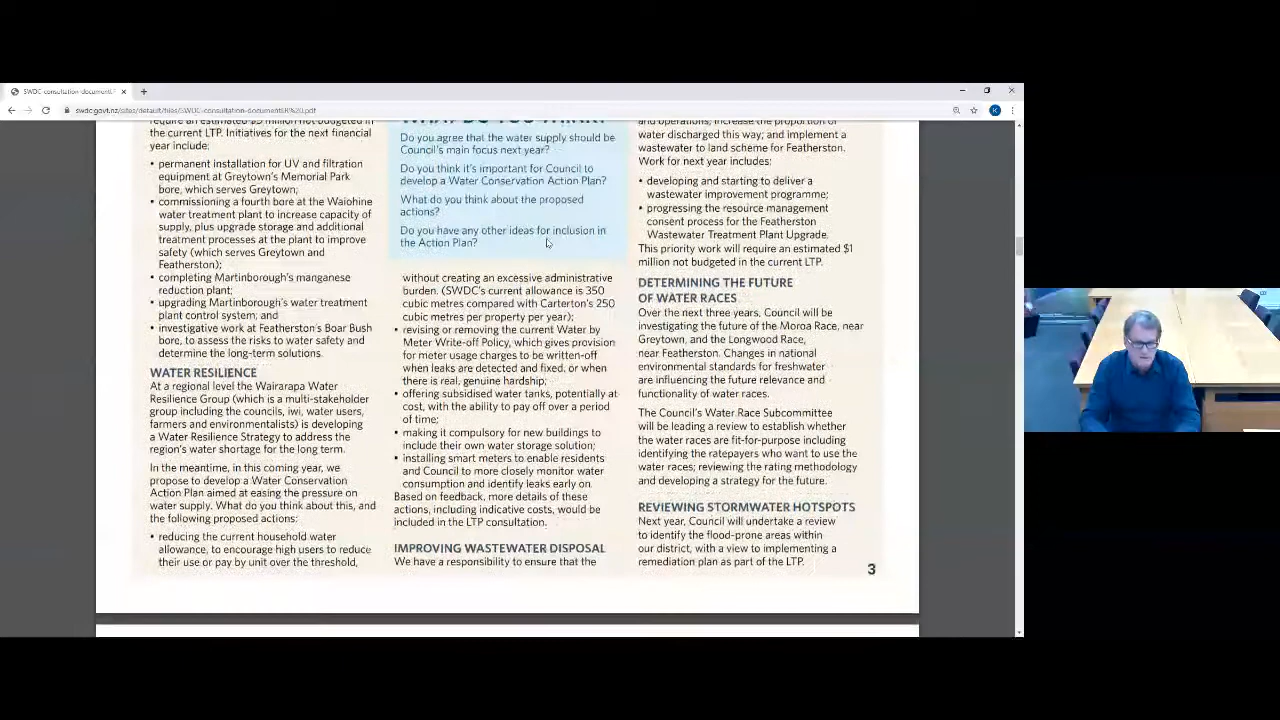 SWDC-consultation-document
swdc.govt.nz/sites/default/files/SWDC-consultation-documentLR%20.pdf
the current LTP. Initiatives for the next financial
year include:
• permanent installation for UV and filtration
equipment at Greytown's Memorial Park
bore, which serves Greytown;
• commissioning a fourth bore at the Waiohine
water treatment plant to increase capacity of
supply, plus upgrade storage and additional
treatment processes at the plant to improve
safety (which serves Greytown and
Featherston);
• completing Martinborough's manganese
reduction plant;
• upgrading Martinborough's water treatment
plant control system; and
• investigative work at Featherston's Boar Bush
bore, to assess the risks to water safety and
determine the long-term solutions.
WATER RESILIENCE
At a regional level the Wairarapa Water
Resilience Group (which is a multi-stakeholder
group including the councils, iwi, water users,
farmers and environmentalists) is developing
a Water Resilience Strategy to address the
region's water shortage for the long term.
In the meantime, in this coming year, we
propose to develop a Water Conservation
Action Plan aimed at easing the pressure on
water supply. What do you think about this, and
the following proposed actions:
• reducing the current household water
allowance, to encourage high users to reduce
their use or pay by unit over the threshold,
WHAT DO YOU THINK?
Do you agree that the water supply should be
Council's main focus next year?
Do you think it's important for Council to
develop a Water Conservation Action Plan?
What do you think about the proposed
actions?
Do you have any other ideas for inclusion in
the Action Plan?
without creating an excessive administrative
burden. (SWDC's current allowance is 350
cubic metres compared with Carterton's 250
cubic metres per property per year);
• revising or removing the current Water by
Meter Write-off Policy, which gives provision
for meter usage charges to be written-off
when leaks are detected and fixed, or when
there is real, genuine hardship;
• offering subsidised water tanks, potentially at
cost, with the ability to pay off over a period
of time;
• making it compulsory for new buildings to
include their own water storage solution;
• installing smart meters to enable residents
and Council to more closely monitor water
consumption and identify leaks early on.
Based on feedback, more details of these
actions, including indicative costs, would be
included in the LTP consultation.
IMPROVING WASTEWATER DISPOSAL
We have a responsibility to ensure that the
and operations, increase the proportion of
water discharged this way; and implement a
wastewater to land scheme for Featherston.
Work for next year includes:
• developing and starting to deliver a
wastewater improvement programme;
• progressing the resource management
consent process for the Featherston
Wastewater Treatment Plant Upgrade.
This priority work will require an estimated $1
million not budgeted in the current LTP.
DETERMINING THE FUTURE
OF WATER RACES
Over the next three years, Council will be
investigating the future of the Moroa Race, near
Greytown, and the Longwood Race,
near Featherston. Changes in national
environmental standards for freshwater
are influencing the future relevance and
functionality of water races.
The Council's Water Race Subcommittee
will be leading a review to establish whether
the water races are fit-for-purpose including
identifying the ratepayers who want to use the
water races; reviewing the rating methodology
and developing a strategy for the future.
REVIEWING STORMWATER HOTSPOTS
Next year, Council will undertake a review
to identify the flood-prone areas within
our district, with a view to implementing a
remediation plan as part of the LTP.
3